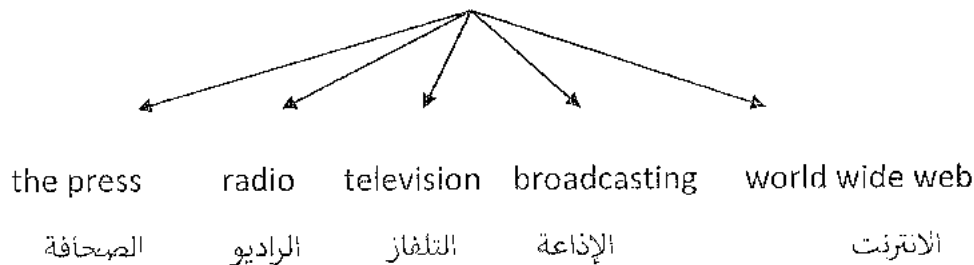 the press radio television broadcasting world wide web
الصحافة الراديو التلفاز الإذاعة الانترنت